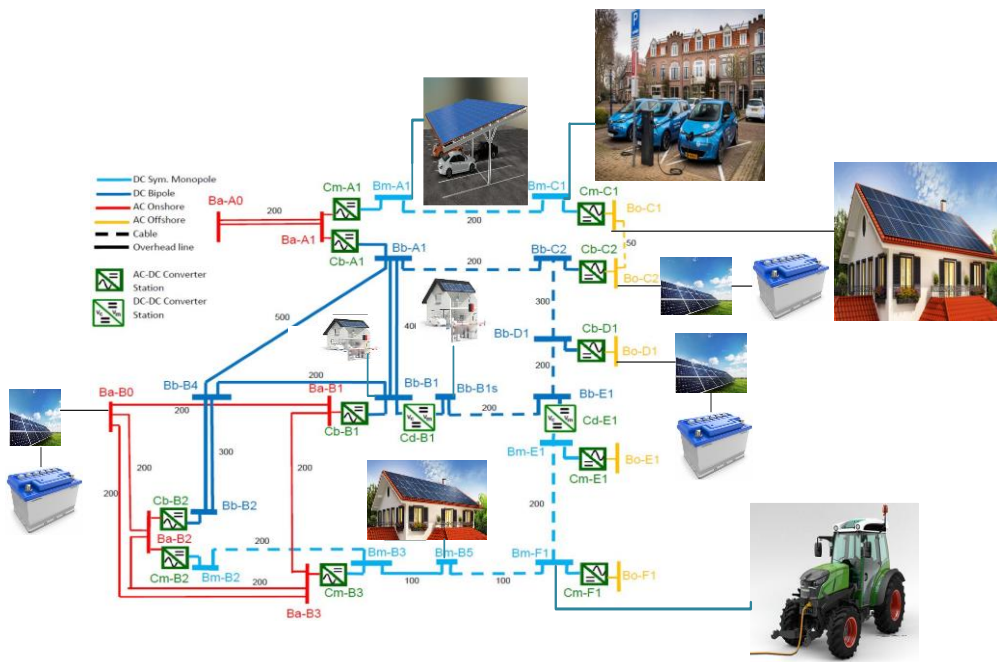 DC Sym. Monopole
DC Bipole
AC Onshore
AC Offshore
Cable
Overhead line
AC-DC Converter
Station
DC-DC Converter
Station
Cm-A1
Bm-A1
Bm-C1
Cm-C1
Ba-A0
200
200
Bo-C1
Ba-A1
50
Cb-A1
Bb-A1
200
Bb-C2
Cb-C2
Bo-C2
300
500
400
Bb-D1
Cb-D1
Bo-D1
200
200
Ba-B0
Bb-B4
Ba-B1
Bb-B1
Bb-B1s
Bb-E1
200
200
Cb-B1
Cd-B1
Cd-E1
Bm-E1
Bo-E1
Cm-E1
200
300
200
200
200
Cb-B2
Bb-B2
Ba-B2
200
Bm-B3
Bm-B5
Bm-F1
Cm-B2
Bm-B2
200
Cm-B3
100
100
Bo-F1
Cm-F1
Ba-B3